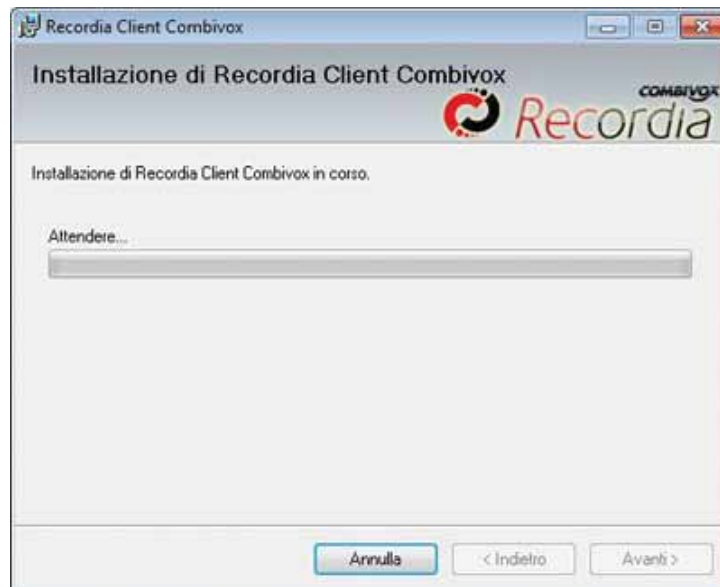 Recordia Client Combivox
Installazione di Recordia Client Combivox
COMBIVOX
Recordia
Installazione di Recordia Client Combivox in corso.
Attendere...
Annulla
< Indietro
Avanti >